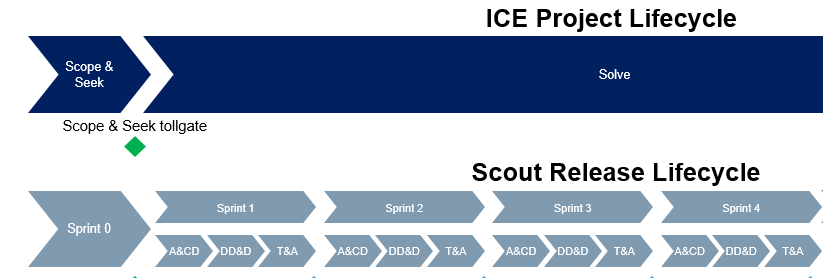 ICE Project Lifecycle
Scope &
Seek
Solve
Scope & Seek tollgate
Scout Release Lifecycle
Sprint 0
Sprint 1
Sprint 2
Sprint 3
Sprint 4
A&CD
DD&D
T&A
A&CD
DD&D
T&A
A&CD
DD&D
T&A
A&CD
DD&D
T&A